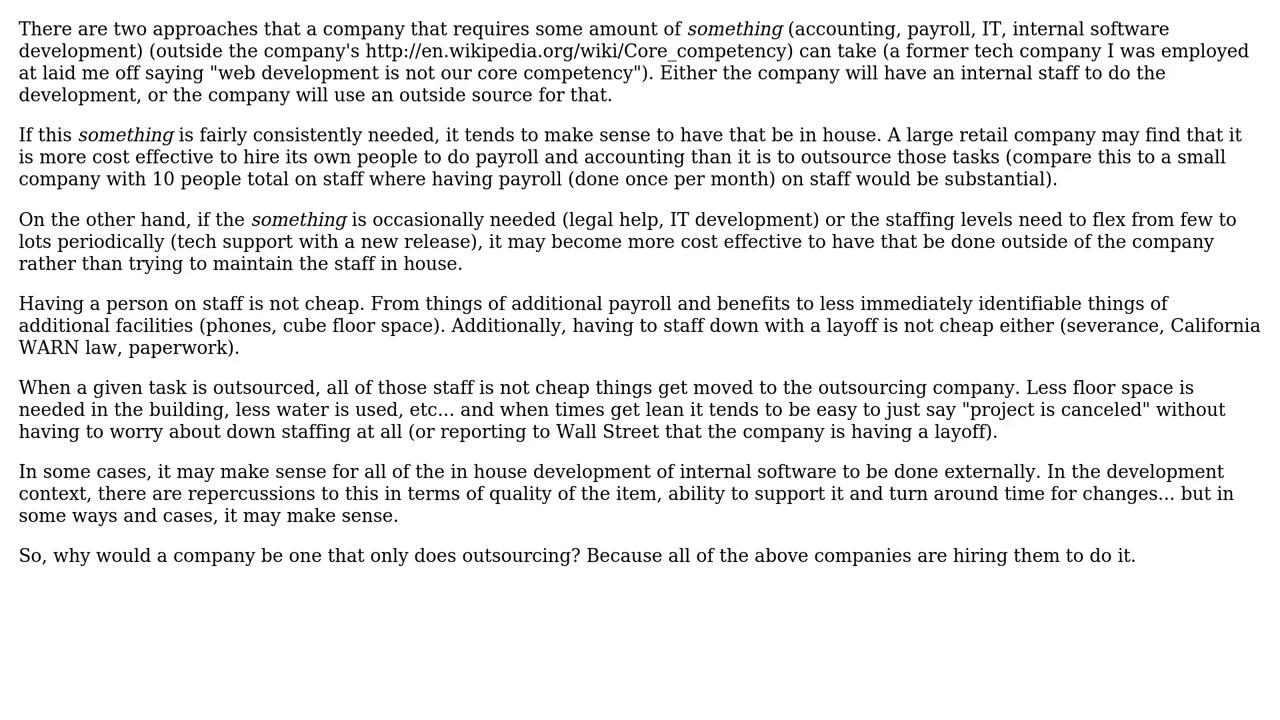 There are two approaches that a company that requires some amount of something (accounting, payroll, IT, internal software
development) (outside the company's http://en.wikipedia.org/wiki/Core_competency) can take (a former tech company I was employed
at laid me off saying "web development is not our core competency"). Either the company will have an internal staff to do the
development, or the company will use an outside source for that.
If this something is fairly consistently needed, it tends to make sense to have that be in house. A large retail company may find that it
is more cost effective to hire its own people to do payroll and accounting than it is to outsource those tasks (compare this to a small
company with 10 people total on staff where having payroll (done once per month) on staff would be substantial).
On the other hand, if the something is occasionally needed (legal help, IT development) or the staffing levels need to flex from few to
lots periodically (tech support with a new release), it may become more cost effective to have that be done outside of the company
rather than trying to maintain the staff in house.
Having a person on staff is not cheap. From things of additional payroll and benefits to less immediately identifiable things of
additional facilities (phones, cube floor space). Additionally, having to staff down with a layoff is not cheap either (severance, California
WARN law, paperwork).
When a given task is outsourced, all of those staff is not cheap things get moved to the outsourcing company. Less floor space is
needed in the building, less water is used, etc... and when times get lean it tends to be easy to just say "project is canceled" without
having to worry about down staffing at all (or reporting to Wall Street that the company is having a layoff).
In some cases, it may make sense for all of the in house development of internal software to be done externally. In the development
context, there are repercussions to this in terms of quality of the item, ability to support it and turn around time for changes... but in
some ways and cases, it may make sense.
So, why would a company be one that only does outsourcing? Because all of the above companies are hiring them to do it.